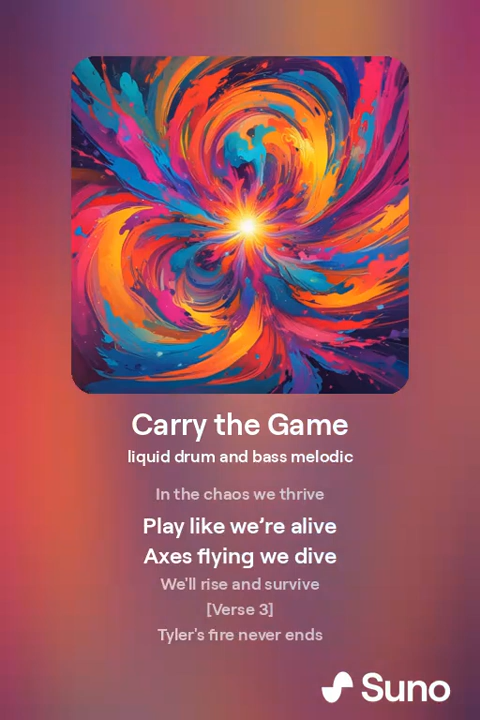 Carry the Game
liquid drum and bass melodic
In the chaos we thrive
Play like we’re alive
Axes flying we dive
We'll rise and survive
[Verse 3]
Tyler's fire never ends
Suno